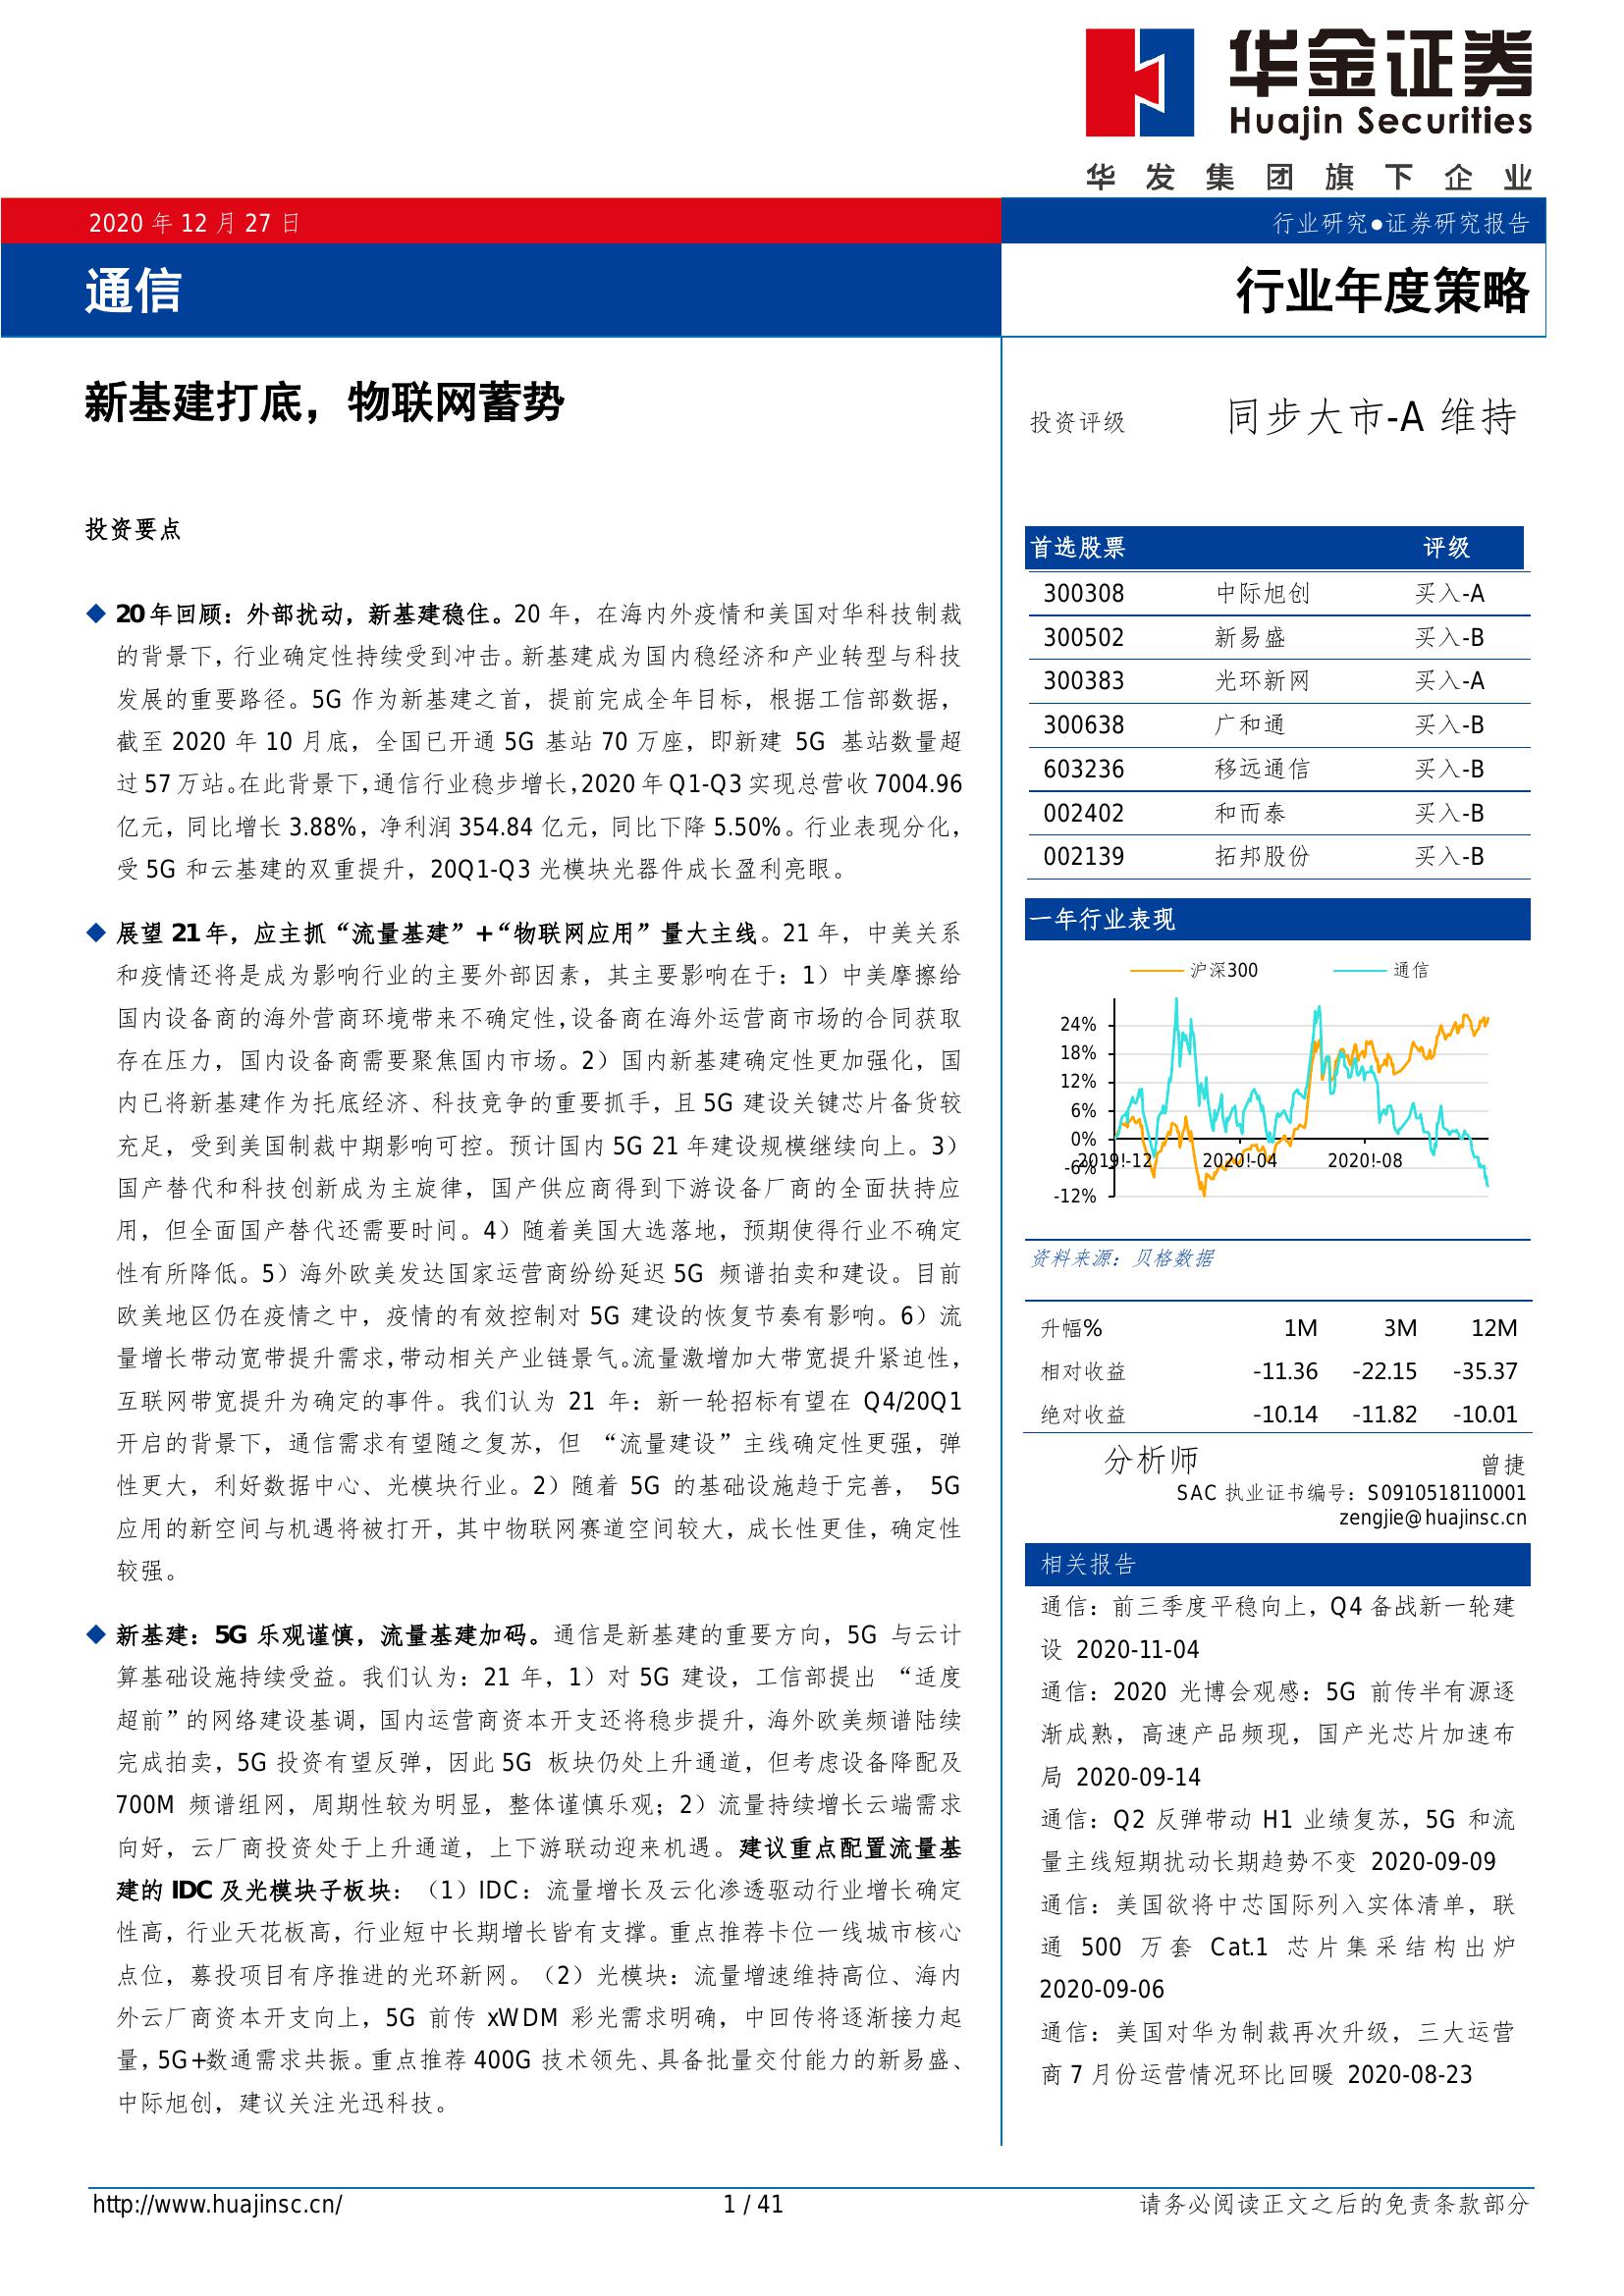 华金证券
Huajin Securities
华发集团旗下企业
2020 年 12 月 27 日
行业研究●证券研究报告
通信
行业年度策略
新基建打底，物联网蓄势
投资要点
◆ 20 年回顾：外部扰动，新基建稳住。20 年，在海内外疫情和美国对华科技制裁
的背景下，行业确定性持续受到冲击。新基建成为国内稳经济和产业转型与科技
发展的重要路径。5G 作为新基建之首，提前完成全年目标，根据工信部数据，
截至 2020 年 10 月底，全国已开通 5G 基站 70 万座，即新建 5G 基站数量超
过 57 万站。在此背景下，通信行业稳步增长，2020 年 Q1-Q3 实现总营收 7004.96
亿元，同比增长 3.88%，净利润 354.84 亿元，同比下降 5.50%。行业表现分化，
受 5G 和云基建的双重提升，20Q1-Q3 光模块光器件成长盈利亮眼。
◆ 展望 21 年，应主抓“流量基建”+“物联网应用”量大主线。21 年，中美关系
和疫情还将是成为影响行业的主要外部因素，其主要影响在于：1）中美摩擦给
国内设备商的海外营商环境带来不确定性，设备商在海外运营商市场的合同获取
存在压力，国内设备商需要聚焦国内市场。2）国内新基建确定性更加强化，国
内已将新基建作为托底经济、科技竞争的重要抓手，且 5G 建设关键芯片备货较
充足，受到美国制裁中期影响可控。预计国内 5G 21 年建设规模继续向上。3）
国产替代和科技创新成为主旋律，国产供应商得到下游设备厂商的全面扶持应
用，但全面国产替代还需要时间。4）随着美国大选落地，预期使得行业不确定
性有所降低。5）海外欧美发达国家运营商纷纷延迟 5G 频谱拍卖和建设。目前
欧美地区仍在疫情之中，疫情的有效控制对 5G 建设的恢复节奏有影响。6）流
量增长带动宽带提升需求，带动相关产业链景气。流量激增加大带宽提升紧迫性，
互联网带宽提升为确定的事件。我们认为 21 年：新一轮招标有望在 Q4/20Q1
开启的背景下，通信需求有望随之复苏，但 “流量建设”主线确定性更强，弹
性更大，利好数据中心、光模块行业。2）随着 5G 的基础设施趋于完善， 5G
应用的新空间与机遇将被打开，其中物联网赛道空间较大，成长性更佳，确定性
较强。
◆ 新基建：5G 乐观谨慎，流量基建加码。通信是新基建的重要方向，5G 与云计
算基础设施持续受益。我们认为：21 年，1）对 5G 建设，工信部提出 “适度
超前”的网络建设基调，国内运营商资本开支还将稳步提升，海外欧美频谱陆续
完成拍卖，5G 投资有望反弹，因此 5G 板块仍处上升通道，但考虑设备降配及
700M 频谱组网，周期性较为明显，整体谨慎乐观；2）流量持续增长云端需求
向好，云厂商投资处于上升通道，上下游联动迎来机遇。建议重点配置流量基
建的 IDC 及光模块子板块：（1）IDC：流量增长及云化渗透驱动行业增长确定
性高，行业天花板高，行业短中长期增长皆有支撑。重点推荐卡位一线城市核心
点位，募投项目有序推进的光环新网。（2）光模块：流量增速维持高位、海内
外云厂商资本开支向上，5G 前传 xWDM 彩光需求明确，中回传将逐渐接力起
量，5G+数通需求共振。重点推荐 400G 技术领先、具备批量交付能力的新易盛、
中际旭创，建议关注光迅科技。
投资评级 同步大市-A 维持
首选股票 评级
300308 中际旭创 买入-A
300502 新易盛 买入-B
300383 光环新网 买入-A
300638 广和通 买入-B
603236 移远通信 买入-B
002402 和而泰 买入-B
002139 拓邦股份 买入-B
一年行业表现
沪深300 通信
24%
18%
12%
6%
0%
-6%
-12%
2019!-12 2020!-04 2020!-08
资料来源：贝格数据
升幅% 1M 3M 12M
相对收益 -11.36 -22.15 -35.37
绝对收益 -10.14 -11.82 -10.01
分析师 曾捷
SAC 执业证书编号：S0910518110001
zengjie@huajinsc.cn
相关报告
通信：前三季度平稳向上，Q4 备战新一轮建
设 2020-11-04
通信：2020 光博会观感：5G 前传半有源逐
渐成熟，高速产品频现，国产光芯片加速布
局 2020-09-14
通信：Q2 反弹带动 H1 业绩复苏，5G 和流
量主线短期扰动长期趋势不变 2020-09-09
通信：美国欲将中芯国际列入实体清单，联
通 500 万套 Cat.1 芯片集采结构出炉
2020-09-06
通信：美国对华为制裁再次升级，三大运营
商 7 月份运营情况环比回暖 2020-08-23
http://www.huajinsc.cn/ 1 / 41 请务必阅读正文之后的免责条款部分